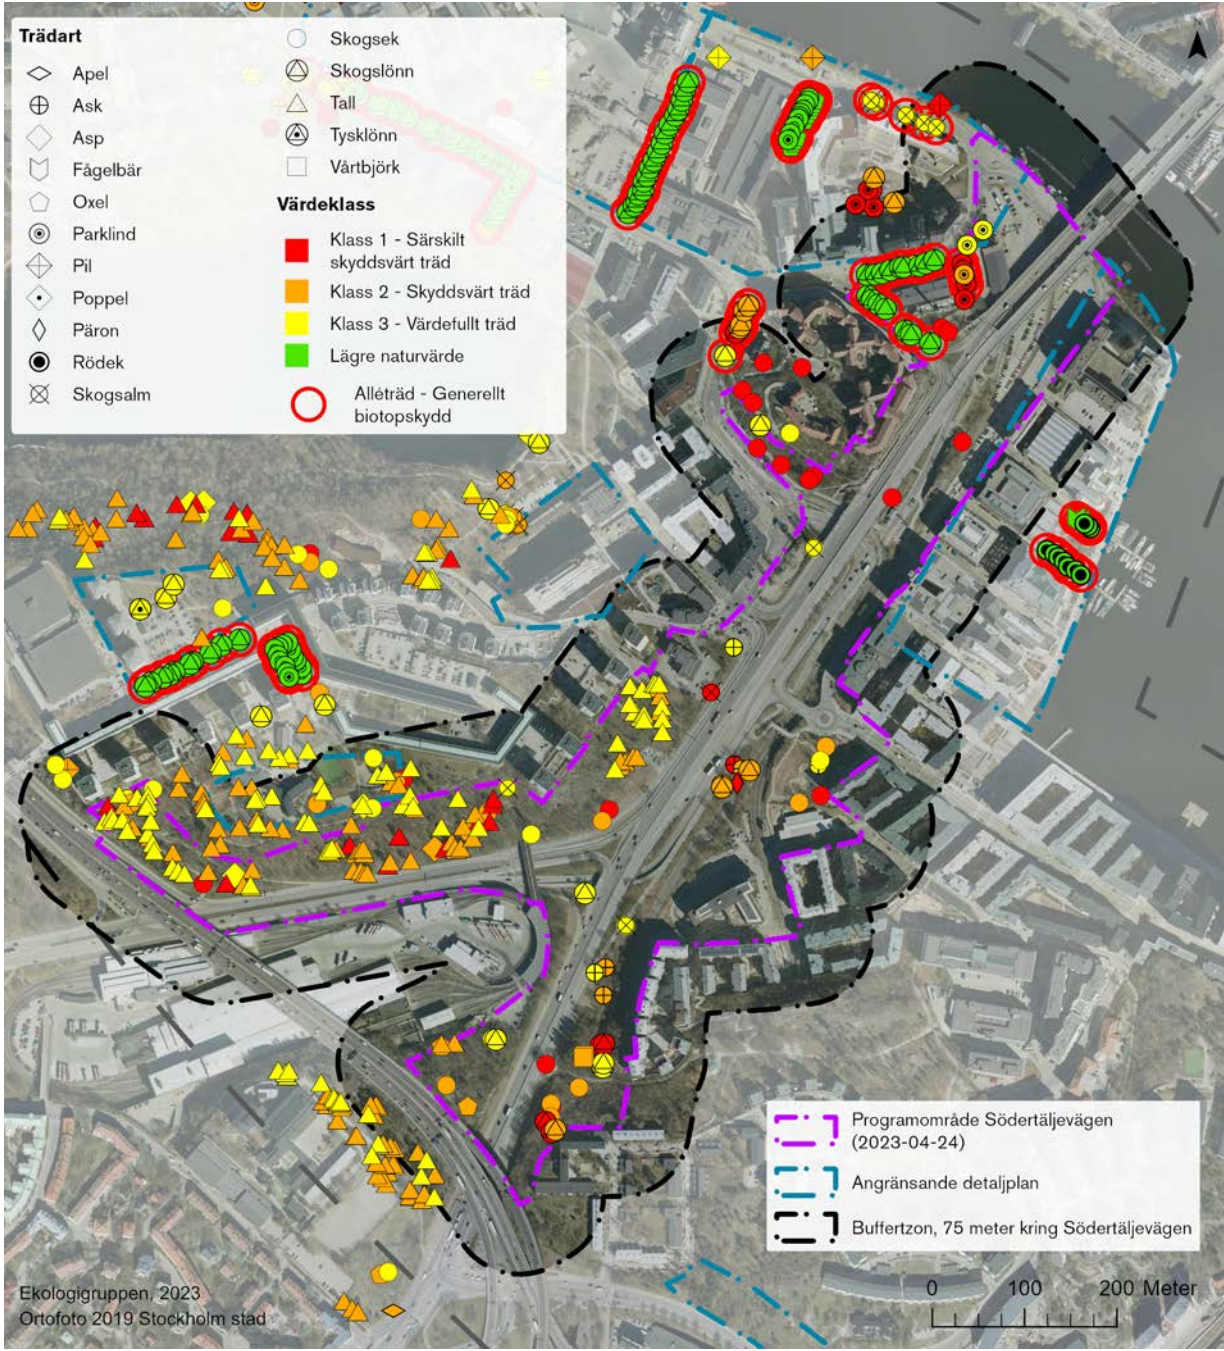 Trädart
Apel
Ask
Asp
Fågelbär
Oxel
Parklind
Pil
Poppel
Päron
Rödek
Skogsalm
Skogsek
Skogslönn
Tall
Tysklönn
Vårtbjörk
Värdeklass
Klass 1 - Särskilt
skyddsvärt träd
Klass 2 - Skyddsvärt träd
Klass 3 - Värdefullt träd
Lägre naturvärde
Alléträd - Generellt
biotopskydd
Programområde Södertäljevägen
(2023-04-24)
Angränsande detaljplan
Buffertzon, 75 meter kring Södertäljevägen
Ekologigruppen, 2023
Ortofoto 2019 Stockholm stad
0 100 200 Meter